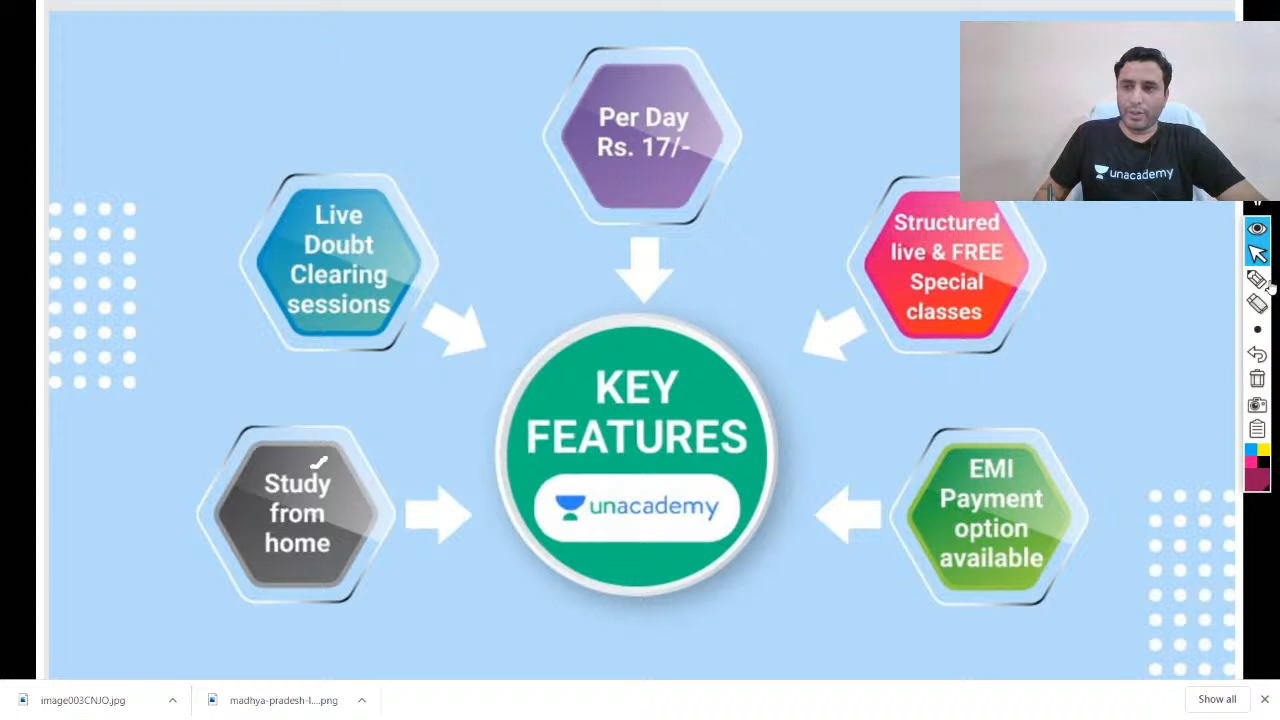 Per Day
Rs. 17/-
unacademy
Live
Doubt
Clearing
sessions
Structured
live & FREE
Special
classes
KEY
FEATURES
unacademy
Study
from
home
EMI
Payment
option
available
image003CNJO.jpg
madhya-pradesh-l....png
Show all